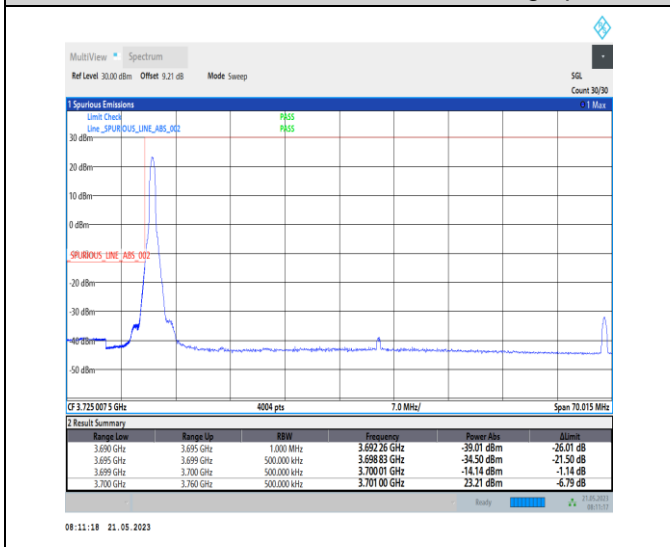 MultiView Spectrum
Ref Level 30.00 dBm Offset 9.21 dB Mode Sweep SGL
Count 30/30
1 Spurious Emissions 1 Max
Limit Check PASS
Line _SPURIOUS_LINE_ABS_002 PASS
30 dBm
20 dBm
10 dBm
0 dBm
_SPURIOUS_LINE_ABS_002
-20 dBm
-30 dBm
-40 dBm
-50 dBm
CF 3.725 007 5 GHz 4004 pts 7.0 MHz/ Span 70.015 MHz
2 Result Summary
Range Low Range Up RBW Frequency Power Abs ΔLimit
3.690 GHz 3.695 GHz 1.000 MHz 3.692 26 GHz -39.01 dBm -26.01 dB
3.695 GHz 3.699 GHz 500.000 kHz 3.698 83 GHz -34.50 dBm -21.50 dB
3.699 GHz 3.700 GHz 500.000 kHz 3.700 01 GHz -14.14 dBm -1.14 dB
3.700 GHz 3.760 GHz 500.000 kHz 3.701 00 GHz 23.21 dBm -6.79 dB
Ready 21.05.2023
08:11:17
08:11:18 21.05.2023